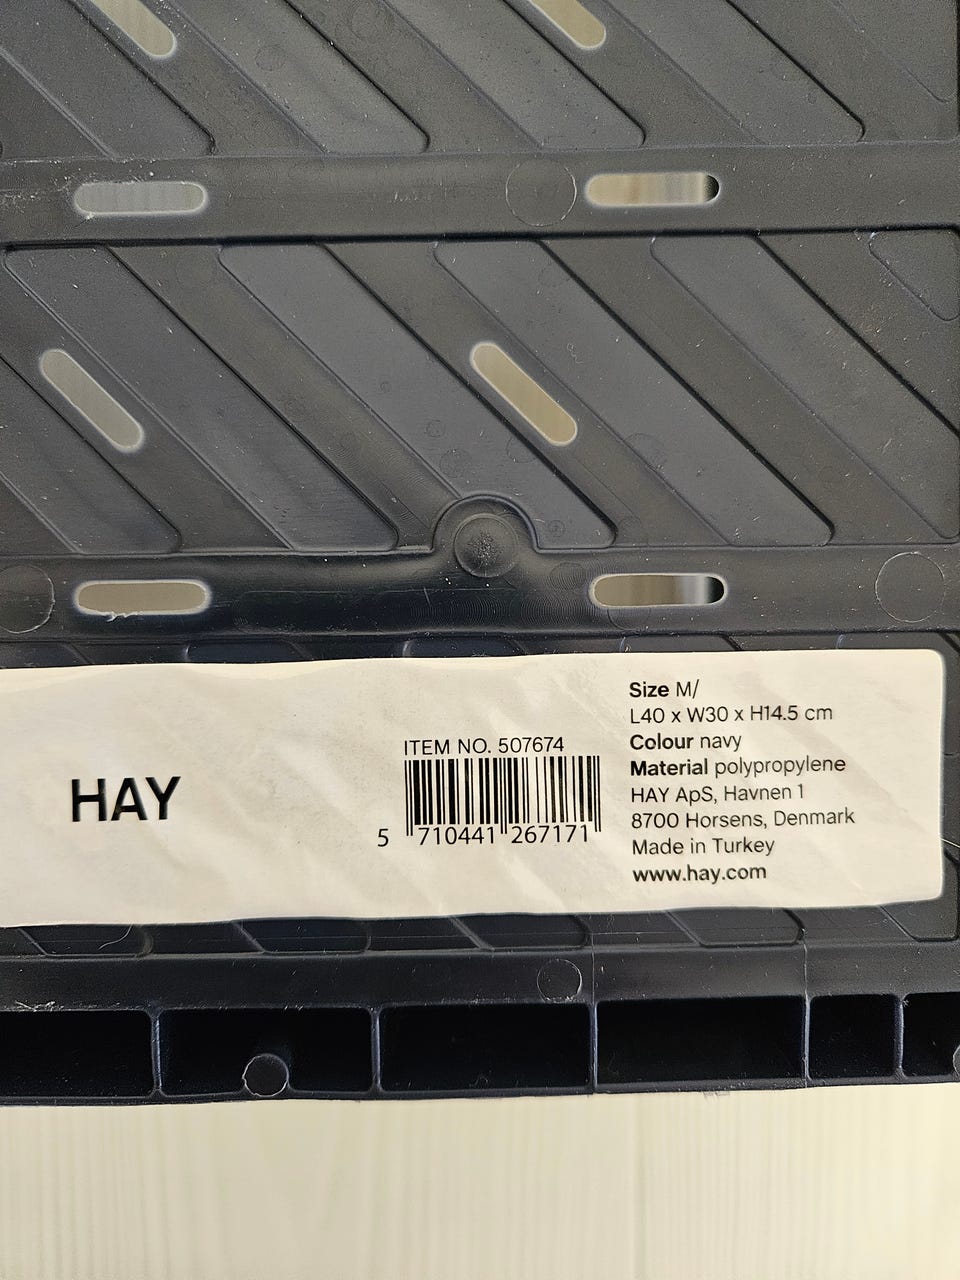 HAY
ITEM NO. 507674
5 710441 267171
Size M/
L40 x W30 x H14.5 cm
Colour navy
Material polypropylene
HAY ApS, Havnen 1
8700 Horsens, Denmark
Made in Turkey
www.hay.com